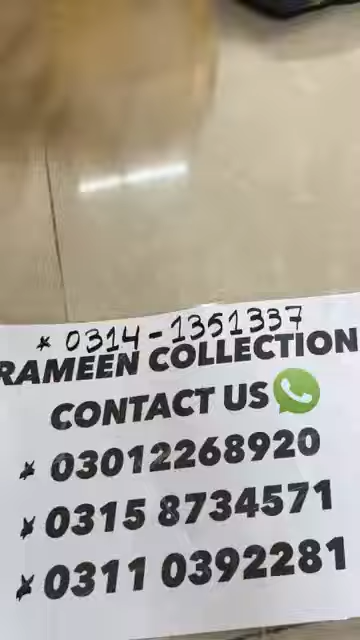 * 0314-1351337
RAMEEN COLLECTION
CONTACT US
* 03012268920
* 0315 8734571
* 0311 0392281